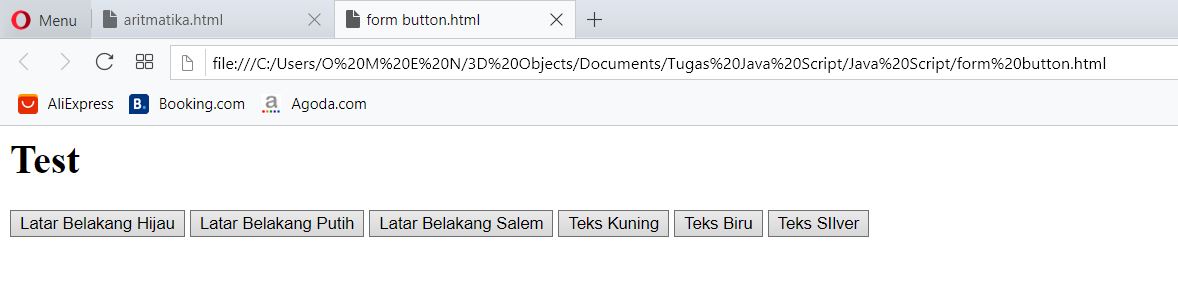 Menu aritmatika.html form button.html
file:///C:/Users/O%20M%20E%20N/3D%20Objects/Documents/Tugas%20Java%20Script/Java%20Script/form%20button.html
AliExpress B. Booking.com a Agoda.com
Test
Latar Belakang Hijau Latar Belakang Putih Latar Belakang Salem Teks Kuning Teks Biru Teks SIlver